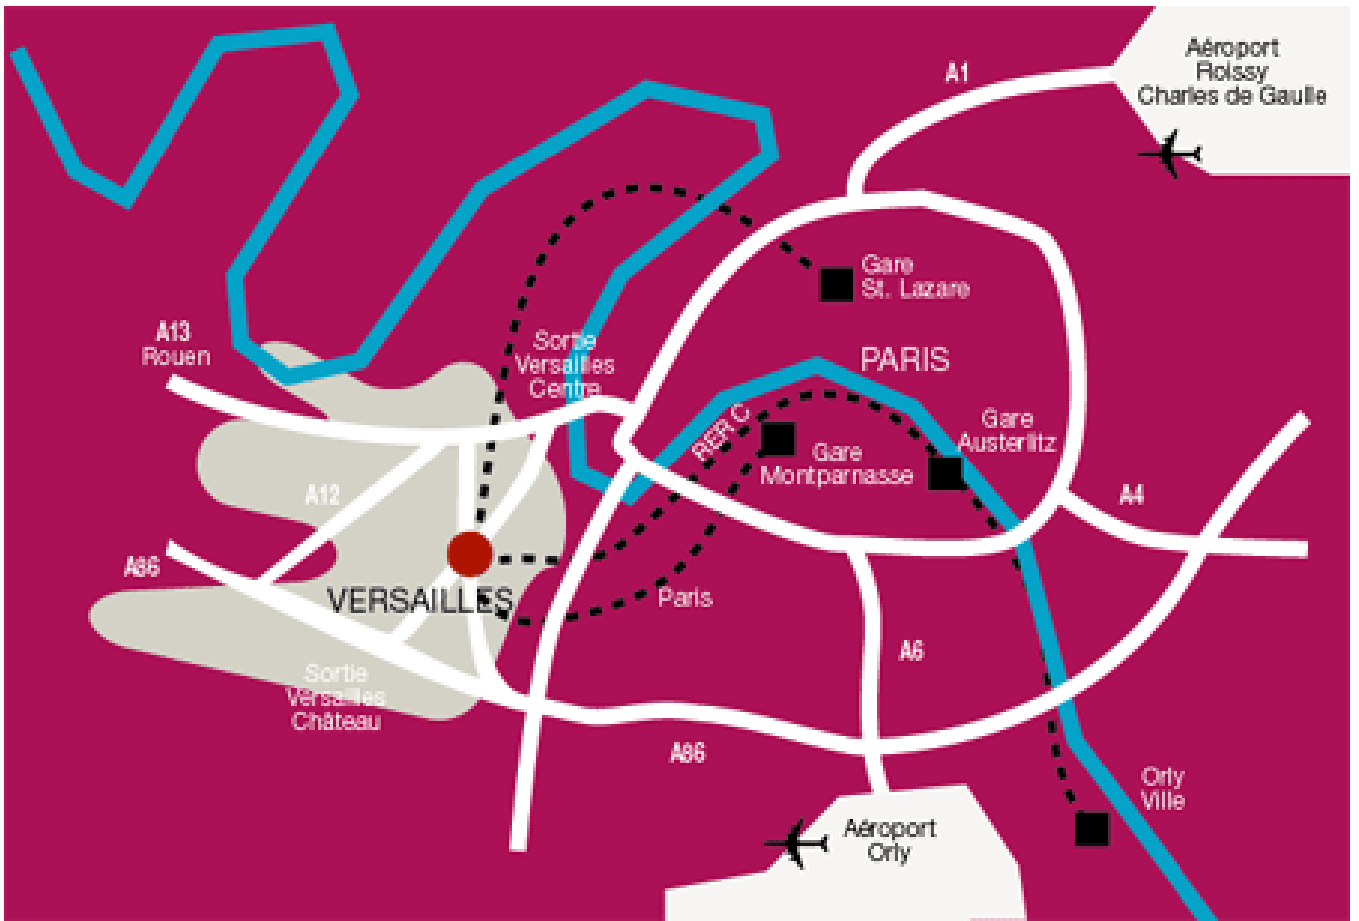 Aéroport
Roissy
Charles de Gaulle
A1
Gare
St. Lazare
A13
Rouen
Sortie
Versailles
Centre
PARIS
RER C
Gare
Austerlitz
Gare
Montparnasse
A12
A4
A86
VERSAILLES
Paris
A6
Sortie
Versailles
Château
A86
Orly
Ville
Aéroport
Orly